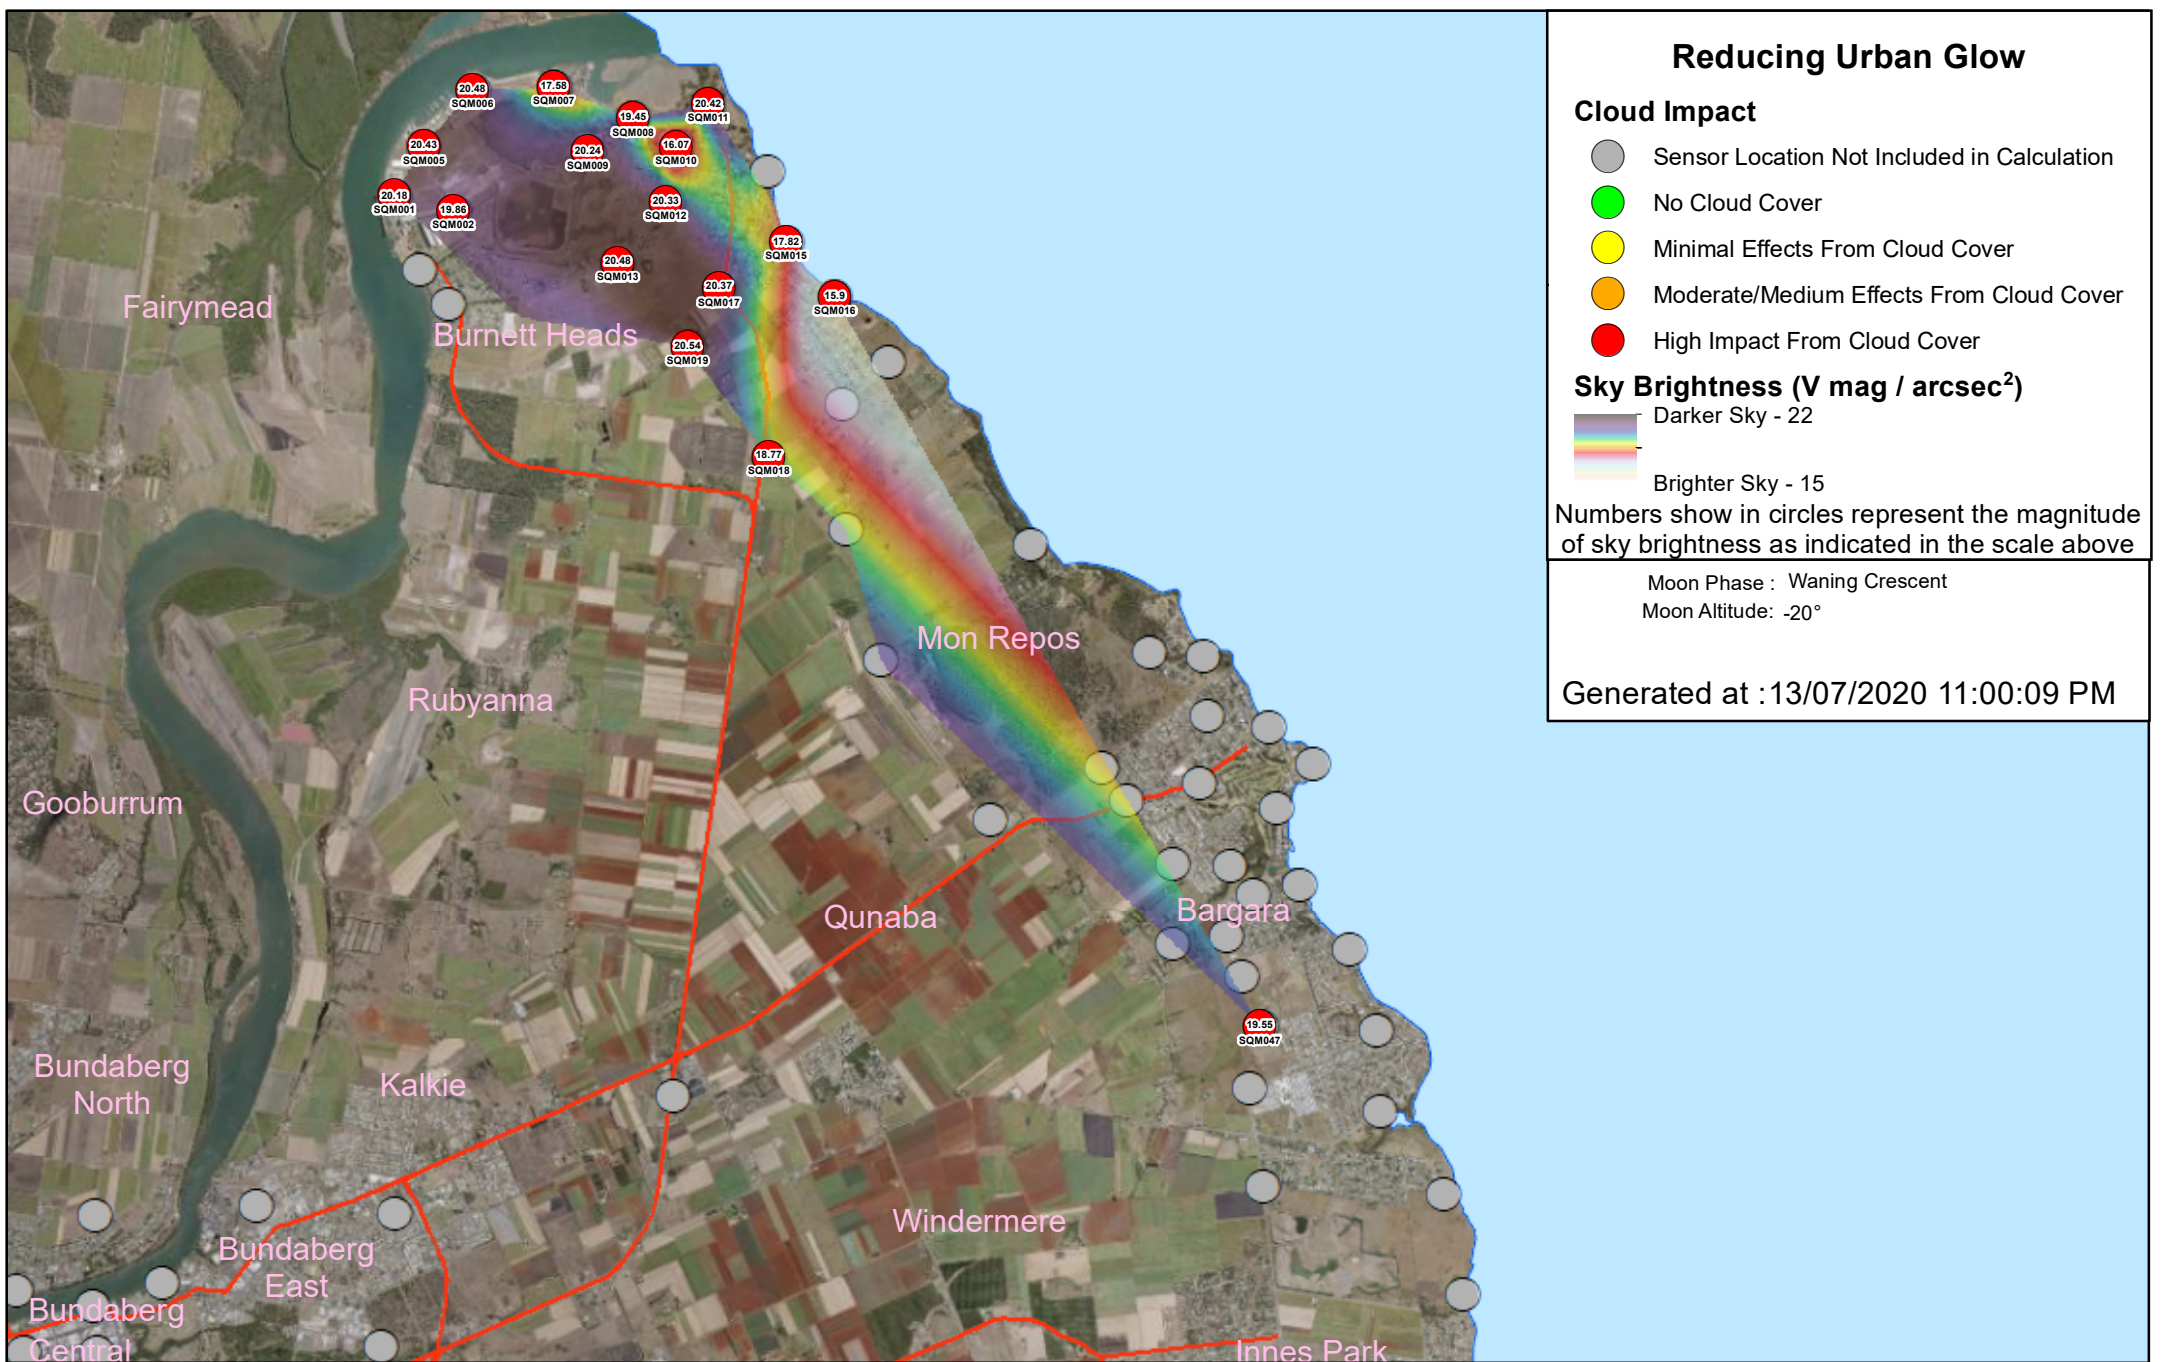 Reducing Urban Glow
Cloud Impact
Sensor Location Not Included in Calculation
No Cloud Cover
Minimal Effects From Cloud Cover
Moderate/Medium Effects From Cloud Cover
High Impact From Cloud Cover
Sky Brightness (V mag / arcsec²)
Darker Sky - 22
Brighter Sky - 15
Numbers show in circles represent the magnitude
of sky brightness as indicated in the scale above
Moon Phase : Waning Crescent
Moon Altitude: -20°
Generated at :13/07/2020 11:00:09 PM
20.48
SQM006
17.58
SQM007
19.45
SQM008
20.42
SQM011
20.43
SQM005
20.24
SQM009
16.07
SQM010
20.18
SQM001
19.86
SQM002
20.33
SQM012
17.82
SQM015
20.48
SQM013
20.37
SQM017
15.9
SQM016
20.54
SQM019
18.77
SQM018
19.55
SQM047
Fairymead
Burnett Heads
Mon Repos
Rubyanna
Gooburrum
Qunaba
Bargara
Bundaberg
North
Kalkie
Windermere
Bundaberg
East
Bundaberg
Central
Innes Park